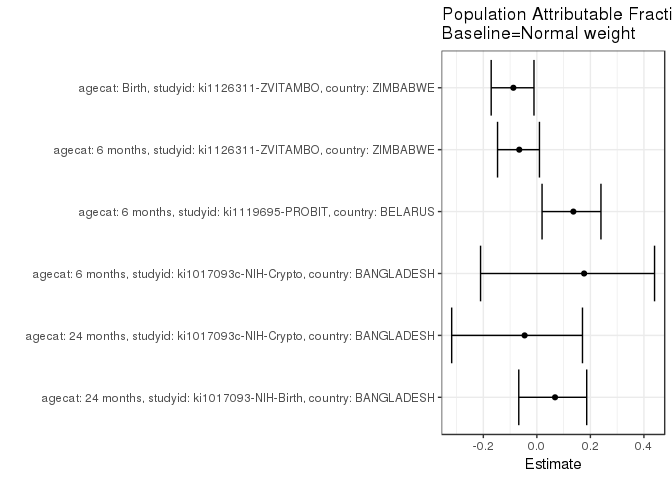 Population Attributable Fracti
Baseline=Normal weight
agecat: Birth, studyid: ki1126311-ZVITAMBO, country: ZIMBABWE
agecat: 6 months, studyid: ki1126311-ZVITAMBO, country: ZIMBABWE
agecat: 6 months, studyid: ki1119695-PROBIT, country: BELARUS
agecat: 6 months, studyid: ki1017093c-NIH-Crypto, country: BANGLADESH
agecat: 24 months, studyid: ki1017093c-NIH-Crypto, country: BANGLADESH
agecat: 24 months, studyid: ki1017093-NIH-Birth, country: BANGLADESH
-0.2 0.0 0.2 0.4
Estimate